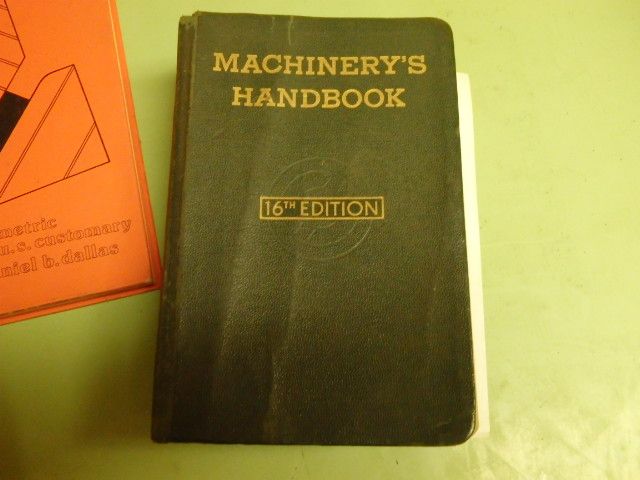 MACHINERY'S
HANDBOOK
16TH EDITION
metric
u.s. customary
niel b. dallas